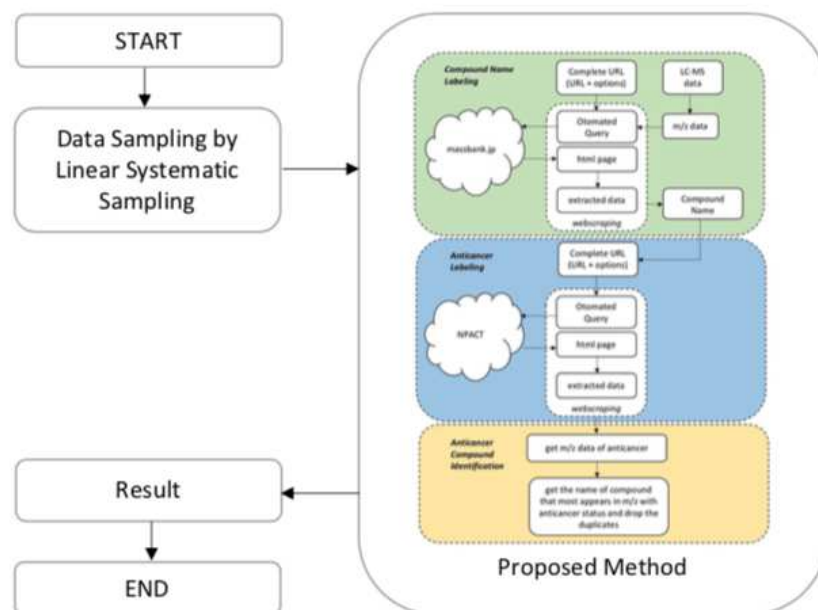 START
Data Sampling by
Linear Systematic
Sampling
Result
END
Compound Name
Labeling
Complete URL
(URL + options)
LC-MS
data
massbank.jp
Otomated
Query
m/z data
html page
extracted data
webscraping
Compound
Name
Anticancer
Labeling
Complete URL
(URL + options)
NPACT
Otomated
Query
html page
extracted data
webscraping
Anticancer
Compound
Identification
get m/z data of anticancer
get the name of compound
that most appears in m/z with
anticancer status and drop the
duplicates
Proposed Method